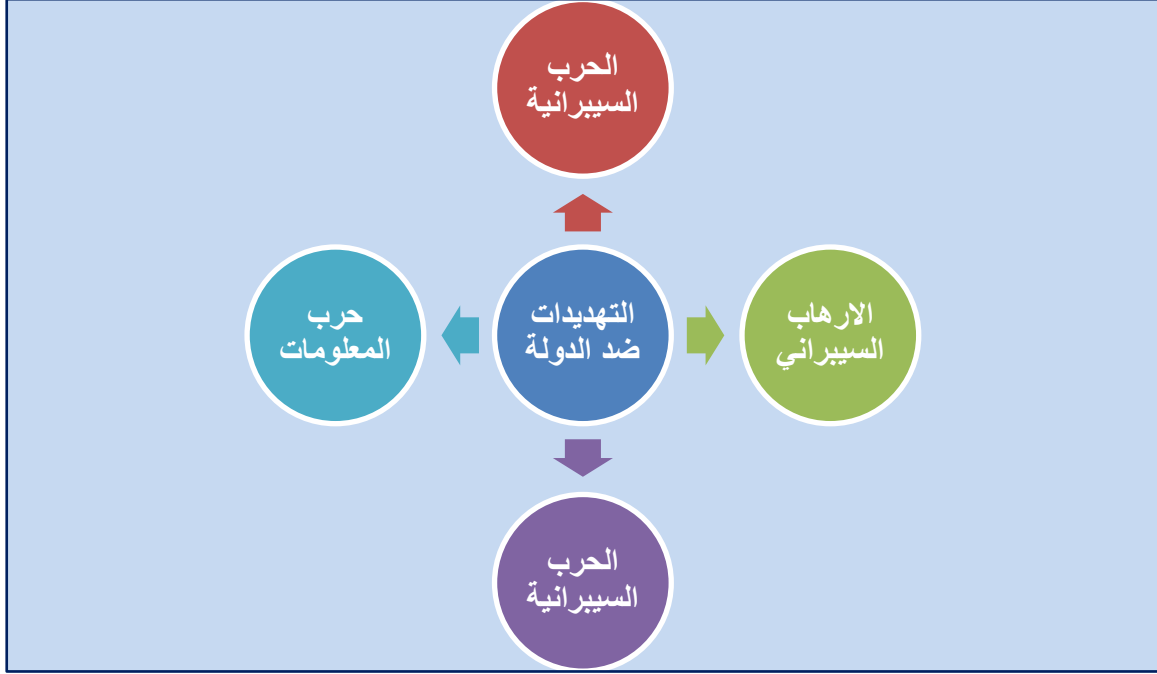 الحرب
السيبرانية
الارهاب
السيبراني
التهديدات
ضد الدولة
حرب
المعلومات
الحرب
السيبرانية